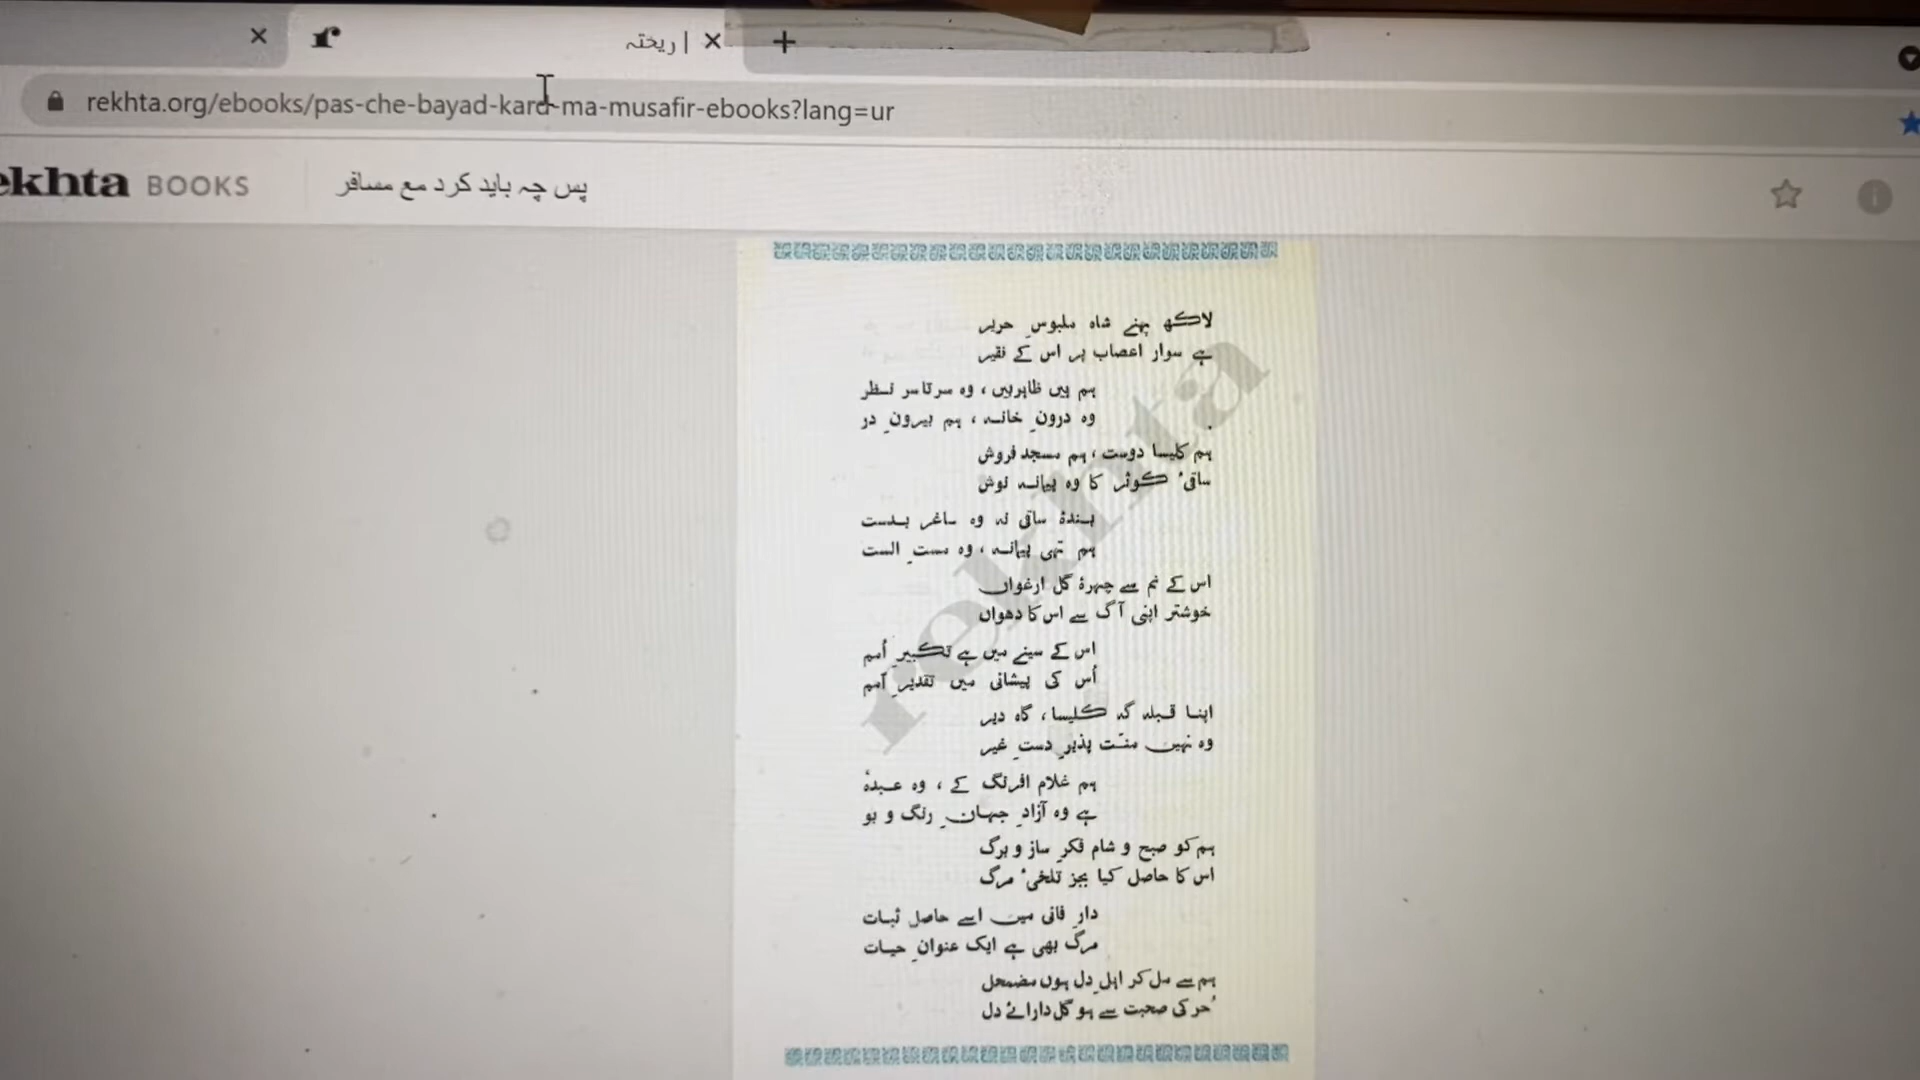 ریختہ |
rekhta.org/ebooks/pas-che-bayad-kard-ma-musafir-ebooks?lang=ur
ekhta BOOKS
پس چہ باید کرد مع مسافر
لاکھ پہنے شاہ ملبوسِ حریر
ہے سوار اعصاب پر اس کے فقیر
ہم ہیں ظاہربیں ، وہ سرتاسر نظر
وہ درونِ خانہ ، ہم بیرونِ در
ہم کلیسا دوست ، ہم مسجد فروش
ساقیٔ کوثر کا وہ پیمانہ نوش
بندۂ ساقی نہ وہ ساغر بدست
ہم تہی پیمانہ ، وہ مستِ الست
اس کے نم سے چہرۂ گل ارغواں
خوشتر اپنی آگ سے اس کا دھواں
اس کے سینے میں ہے تکبیرِ اُمم
اُس کی پیشانی میں تقدیرِ اُمم
اپنا قبلہ گہ کلیسا ، گاہ دیر
وہ نہیں منّت پذیرِ دستِ غیر
ہم غلام افرنگ کے ، وہ عبدہٗ
ہے وہ آزادِ جہانِ رنگ و بو
ہم کو صبح و شام فکرِ ساز و برگ
اس کا حاصل کیا بجز تلخیٔ مرگ
دارِ فانی میں اسے حاصل ثبات
مرگ بھی ہے ایک عنوانِ حیات
ہم سے مل کر اہلِ دل ہوں مضمحل
حُر کی صحبت سے ہو گل دارائے دل
rekhta